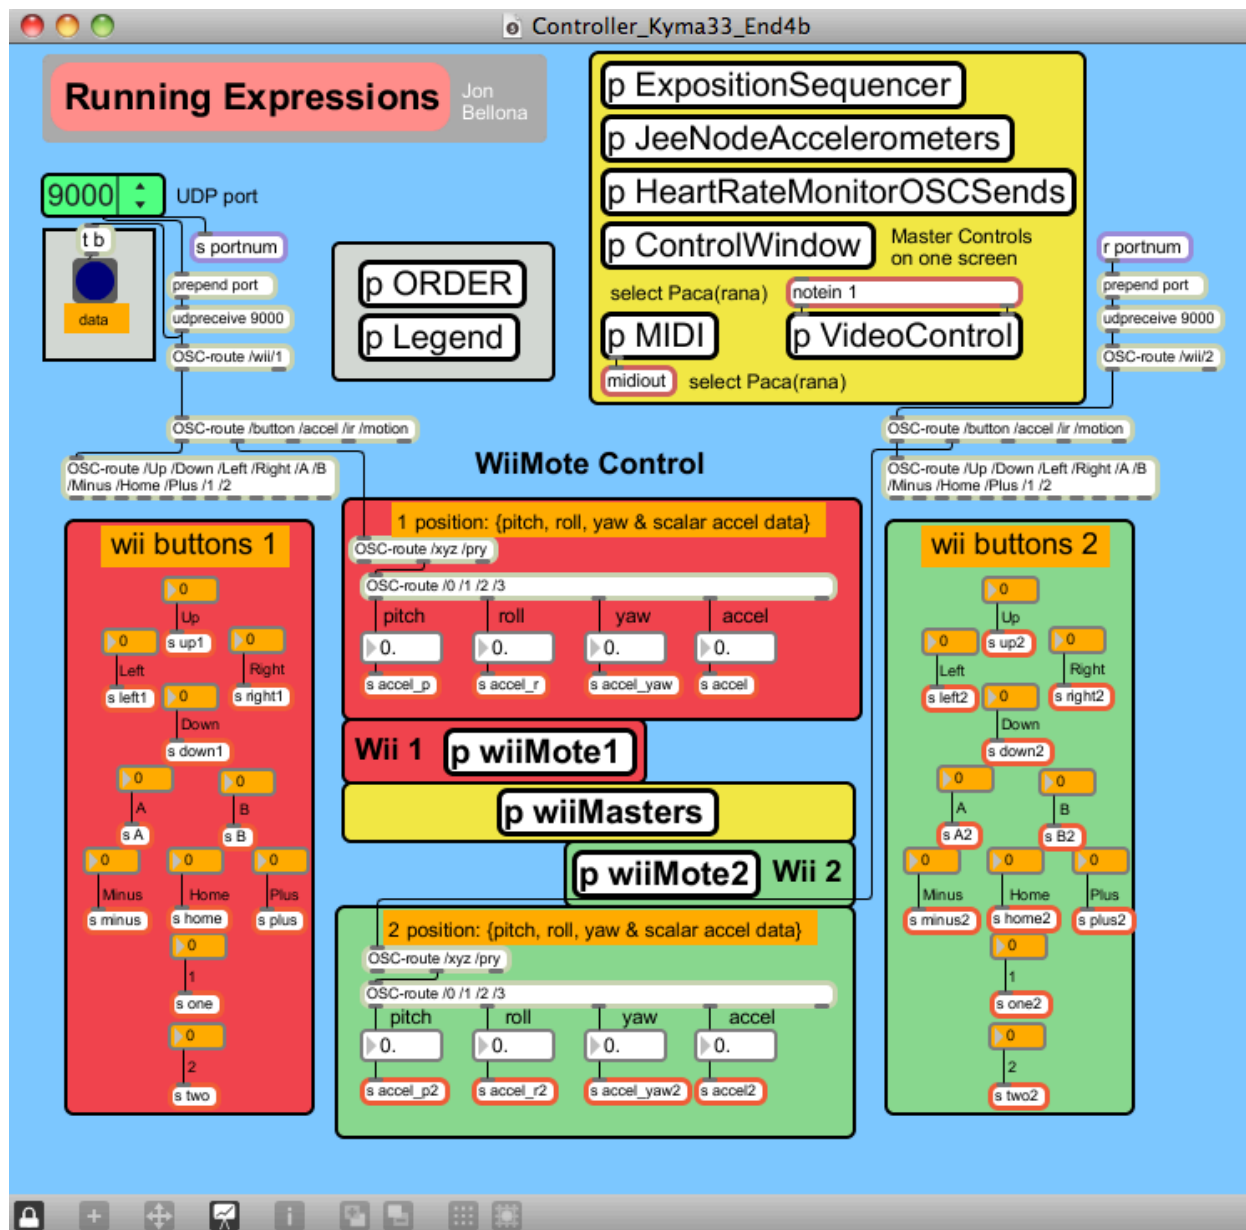 Controller_Kyma33_End4b
Running Expressions
Jon
Bellona
p ExpositionSequencer
p JeeNodeAccelerometers
p HeartRateMonitorOSCSends
p ControlWindow
Master Controls
on one screen
select Paca(rana)
notein 1
p MIDI
p VideoControl
midiout
select Paca(rana)
9000
UDP port
t b
s portnum
data
prepend port
udpreceive 9000
OSC-route /wii/1
p ORDER
p Legend
r portnum
prepend port
udpreceive 9000
OSC-route /wii/2
OSC-route /button /accel /ir /motion
OSC-route /Up /Down /Left /Right /A /B
/Minus /Home /Plus /1 /2
WiiMote Control
OSC-route /button /accel /ir /motion
OSC-route /Up /Down /Left /Right /A /B
/Minus /Home /Plus /1 /2
wii buttons 1
0
Up
s up1
0
Left
s left1
0
Right
s right1
0
Down
s down1
0
A
s A
0
B
s B
0
Minus
s minus
0
Home
s home
0
Plus
s plus
0
1
s one
0
2
s two
1 position: {pitch, roll, yaw & scalar accel data}
OSC-route /xyz /pry
OSC-route /0 /1 /2 /3
pitch roll yaw accel
0. 0. 0. 0.
s accel_p s accel_r s accel_yaw s accel
Wii 1
p wiiMote1
p wiiMasters
p wiiMote2
Wii 2
2 position: {pitch, roll, yaw & scalar accel data}
OSC-route /xyz /pry
OSC-route /0 /1 /2 /3
pitch roll yaw accel
0. 0. 0. 0.
s accel_p2 s accel_r2 s accel_yaw2 s accel2
wii buttons 2
0
Up
s up2
0
Left
s left2
0
Right
s right2
0
Down
s down2
0
A
s A2
0
B
s B2
0
Minus
s minus2
0
Home
s home2
0
Plus
s plus2
0
1
s one2
0
2
s two2